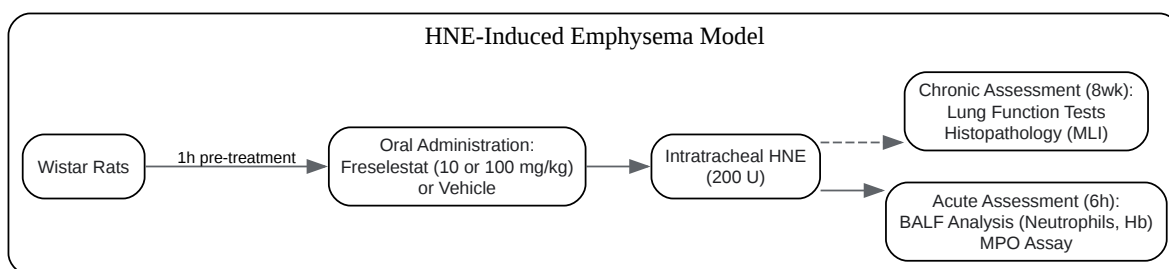 HNE-Induced Emphysema Model
Wistar Rats
1h pre-treatment
Oral Administration:
Freselestat (10 or 100 mg/kg)
or Vehicle
Intratracheal HNE
(200 U)
Chronic Assessment (8wk):
Lung Function Tests
Histopathology (MLI)
Acute Assessment (6h):
BALF Analysis (Neutrophils, Hb)
MPO Assay